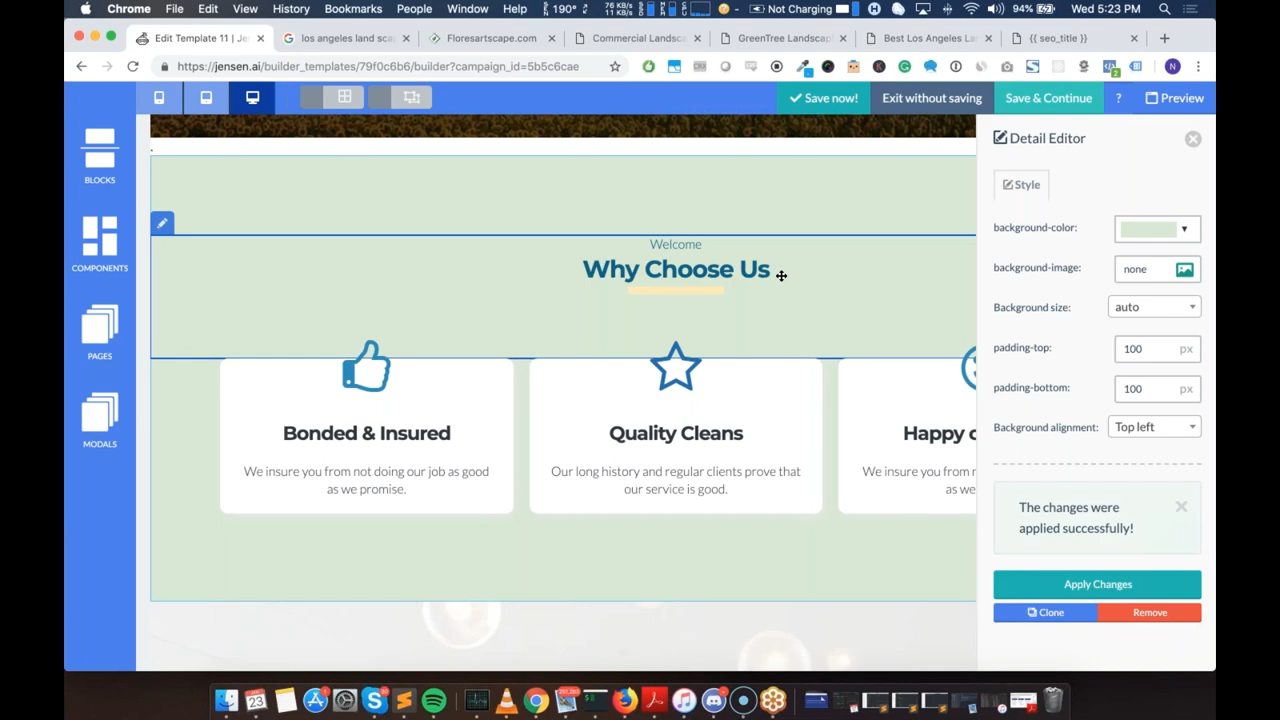 Chrome File Edit View History Bookmarks People Window Help 190° 76 KB/s 11 KB/s Not Charging 94% Wed 5:23 PM
Edit Template 11 | Je
los angeles land sca
Floresartscape.com
Commercial Landsc
GreenTree Landscap
Best Los Angeles La
{{ seo_title }}
https://jensen.ai/builder_templates/79f0c6b6/builder?campaign_id=5b5c6cae
Save now! Exit without saving Save & Continue ? Preview
BLOCKS
COMPONENTS
PAGES
MODALS
.
Welcome
Why Choose Us
Bonded & Insured
We insure you from not doing our job as good
as we promise.
Quality Cleans
Our long history and regular clients prove that
our service is good.
Happy c
We insure you from n
as we
Detail Editor
Style
background-color:
background-image: none
Background size: auto
padding-top: 100 px
padding-bottom: 100 px
Background alignment: Top left
The changes were
applied successfully!
Apply Changes
Clone Remove